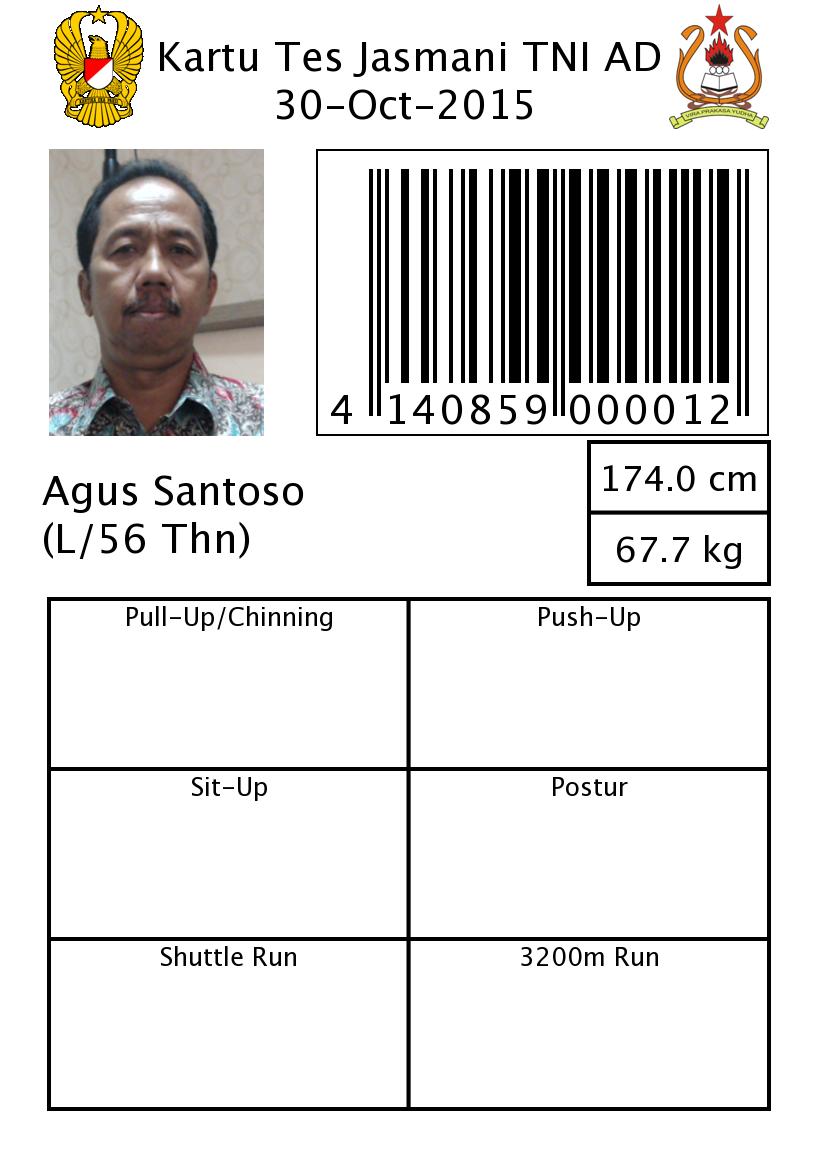 Kartu Tes Jasmani TNI AD
30-Oct-2015
VIRA PRAKASA YUDHA
4 140859 000012
Agus Santoso
(L/56 Thn)
174.0 cm
67.7 kg
Pull-Up/Chinning
Push-Up
Sit-Up
Postur
Shuttle Run
3200m Run